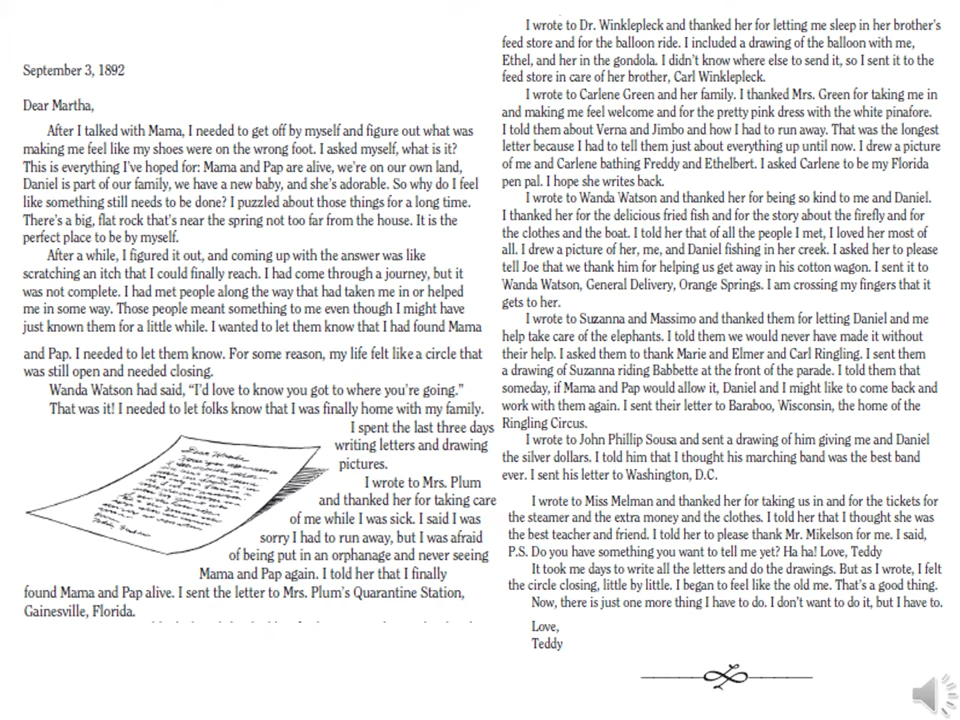 September 3, 1892
Dear Martha,
After I talked with Mama, I needed to get off by myself and figure out what was
making me feel like my shoes were on the wrong foot. I asked myself, what is it?
This is everything I've hoped for: Mama and Pap are alive, we're on our own land,
Daniel is part of our family, we have a new baby, and she's adorable. So why do I feel
like something still needs to be done? I puzzled about those things for a long time.
There's a big, flat rock that's near the spring not too far from the house. It is the
perfect place to be by myself.
After a while, I figured it out, and coming up with the answer was like
scratching an itch that I could finally reach. I had come through a journey, but it
was not complete. I had met people along the way that had taken me in or helped
me in some way. Those people meant something to me even though I might have
just known them for a little while. I wanted to let them know that I had found Mama
and Pap. I needed to let them know. For some reason, my life felt like a circle that
was still open and needed closing.
Wanda Watson had said, “I'd love to know you got to where you're going.”
That was it! I needed to let folks know that I was finally home with my family.
I spent the last three days
writing letters and drawing
pictures.
I wrote to Mrs. Plum
and thanked her for taking care
of me while I was sick. I said I was
sorry I had to run away, but I was afraid
of being put in an orphanage and never seeing
Mama and Pap again. I told her that I finally
found Mama and Pap alive. I sent the letter to Mrs. Plum's Quarantine Station,
Gainesville, Florida.
I wrote to Dr. Winklepleck and thanked her for letting me sleep in her brother's
feed store and for the balloon ride. I included a drawing of the balloon with me,
Ethel, and her in the gondola. I didn't know where else to send it, so I sent it to the
feed store in care of her brother, Carl Winklepleck.
I wrote to Carlene Green and her family. I thanked Mrs. Green for taking me in
and making me feel welcome and for the pretty pink dress with the white pinafore.
I told them about Verna and Jimbo and how I had to run away. That was the longest
letter because I had to tell them just about everything up until now. I drew a picture
of me and Carlene bathing Freddy and Ethelbert. I asked Carlene to be my Florida
pen pal. I hope she writes back.
I wrote to Wanda Watson and thanked her for being so kind to me and Daniel.
I thanked her for the delicious fried fish and for the story about the firefly and for
the clothes and the boat. I told her that of all the people I met, I loved her most of
all. I drew a picture of her, me, and Daniel fishing in her creek. I asked her to please
tell Joe that we thank him for helping us get away in his cotton wagon. I sent it to
Wanda Watson, General Delivery, Orange Springs. I am crossing my fingers that it
gets to her.
I wrote to Suzanna and Massimo and thanked them for letting Daniel and me
help take care of the elephants. I told them we would never have made it without
their help. I asked them to thank Marie and Elmer and Carl Ringling. I sent them
a drawing of Suzanna riding Babbette at the front of the parade. I told them that
someday, if Mama and Pap would allow it, Daniel and I might like to come back and
work with them again. I sent their letter to Baraboo, Wisconsin, the home of the
Ringling Circus.
I wrote to John Phillip Sousa and sent a drawing of him giving me and Daniel
the silver dollars. I told him that I thought his marching band was the best band
ever. I sent his letter to Washington, D.C.
I wrote to Miss Melman and thanked her for taking us in and for the tickets for
the steamer and the extra money and the clothes. I told her that I thought she was
the best teacher and friend. I told her to please thank Mr. Mikelson for me. I said,
P.S. Do you have something you want to tell me yet? Ha ha! Love, Teddy
It took me days to write all the letters and do the drawings. But as I wrote, I felt
the circle closing, little by little. I began to feel like the old me. That's a good thing.
Now, there is just one more thing I have to do. I don't want to do it, but I have to.
Love,
Teddy